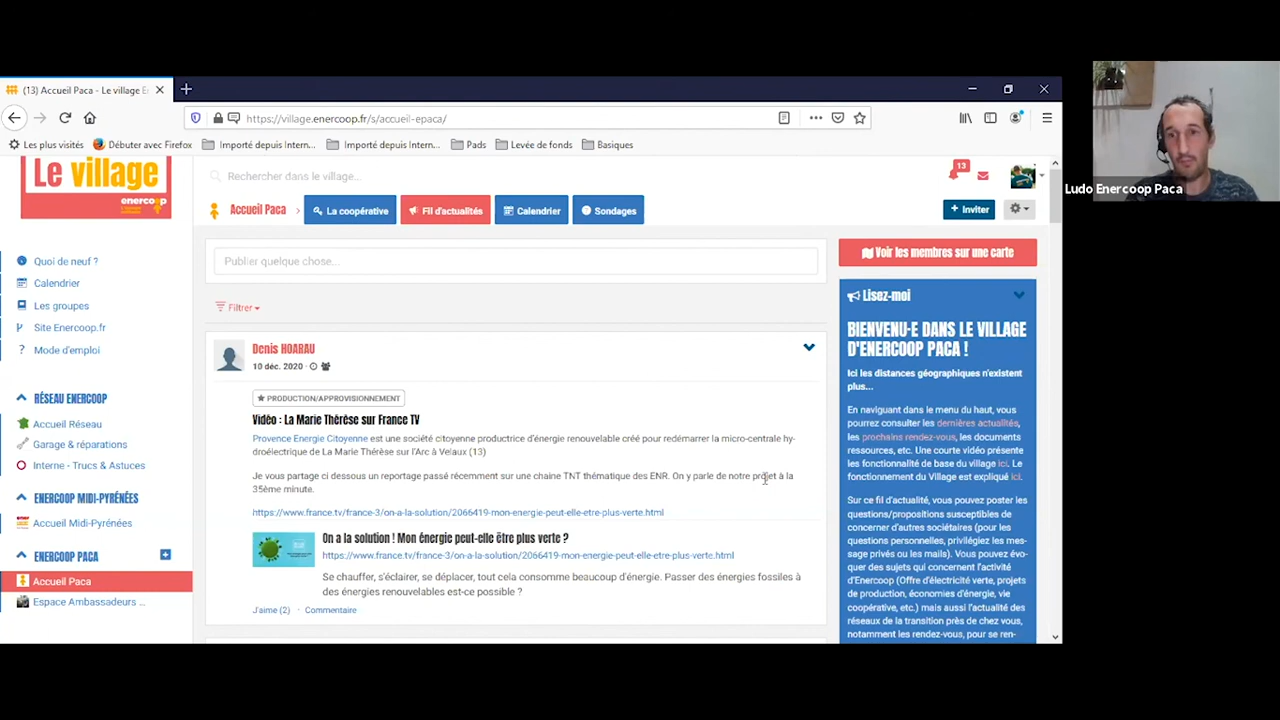 (13) Accueil Paca - Le village E
https://village.enercoop.fr/s/accueil-epaca/
Les plus visités
Débuter avec Firefox
Importé depuis Intern...
Importé depuis Intern...
Pads
Levée de fonds
Basiques
Ludo Enercoop Paca
Le village
enercoop
Rechercher dans le village...
13
Accueil Paca
La coopérative
Fil d'actualités
Calendrier
Sondages
+ Inviter
Quoi de neuf ?
Calendrier
Les groupes
Site Enercoop.fr
? Mode d'emploi
RÉSEAU ENERCOOP
Accueil Réseau
Garage & réparations
Interne - Trucs & Astuces
ENERCOOP MIDI-PYRÉNÉES
Accueil Midi-Pyrénées
ENERCOOP PACA
Accueil Paca
Espace Ambassadeurs ...
Publier quelque chose...
Filtrer
Denis HOARAU
10 déc. 2020
PRODUCTION/APPROVISIONNEMENT
Vidéo : La Marie Thérèse sur France TV
Provence Energie Citoyenne est une société citoyenne productrice d'énergie renouvelable créé pour redémarrer la micro-centrale hy-
droélectrique de La Marie Thérèse sur l'Arc à Velaux (13)
Je vous partage ci dessous un reportage passé récemment sur une chaine TNT thématique des ENR. On y parle de notre projet à la
35ème minute.
https://www.france.tv/france-3/on-a-la-solution/2066419-mon-energie-peut-elle-etre-plus-verte.html
On a la solution ! Mon énergie peut-elle être plus verte ?
https://www.france.tv/france-3/on-a-la-solution/2066419-mon-energie-peut-elle-etre-plus-verte.html
Se chauffer, s'éclairer, se déplacer, tout cela consomme beaucoup d'énergie. Passer des énergies fossiles à
des énergies renouvelables est-ce possible ?
J'aime (2) · Commentaire
Voir les membres sur une carte
Lisez-moi
BIENVENU·E DANS LE VILLAGE
D'ENERCOOP PACA !
Ici les distances géographiques n'existent
plus...
En naviguant dans le menu du haut, vous
pourrez consulter les dernières actualités,
les prochains rendez-vous, les documents
ressources, etc. Une courte vidéo présente
les fonctionnalité de base du village ici. Le
fonctionnement du Village est expliqué ici.
Sur ce fil d'actualité, vous pouvez poster les
questions/propositions susceptibles de
concerner d'autres sociétaires (pour les
questions personnelles, privilégiez les mes-
sage privés ou les mails). Vous pouvez évo-
quer des sujets qui concernent l'activité
d'Enercoop (Offre d'électricité verte, projets
de production, économies d'énergie, vie
coopérative, etc.) mais aussi l'actualité des
réseaux de la transition près de chez vous,
notamment les rendez-vous, pour se ren-